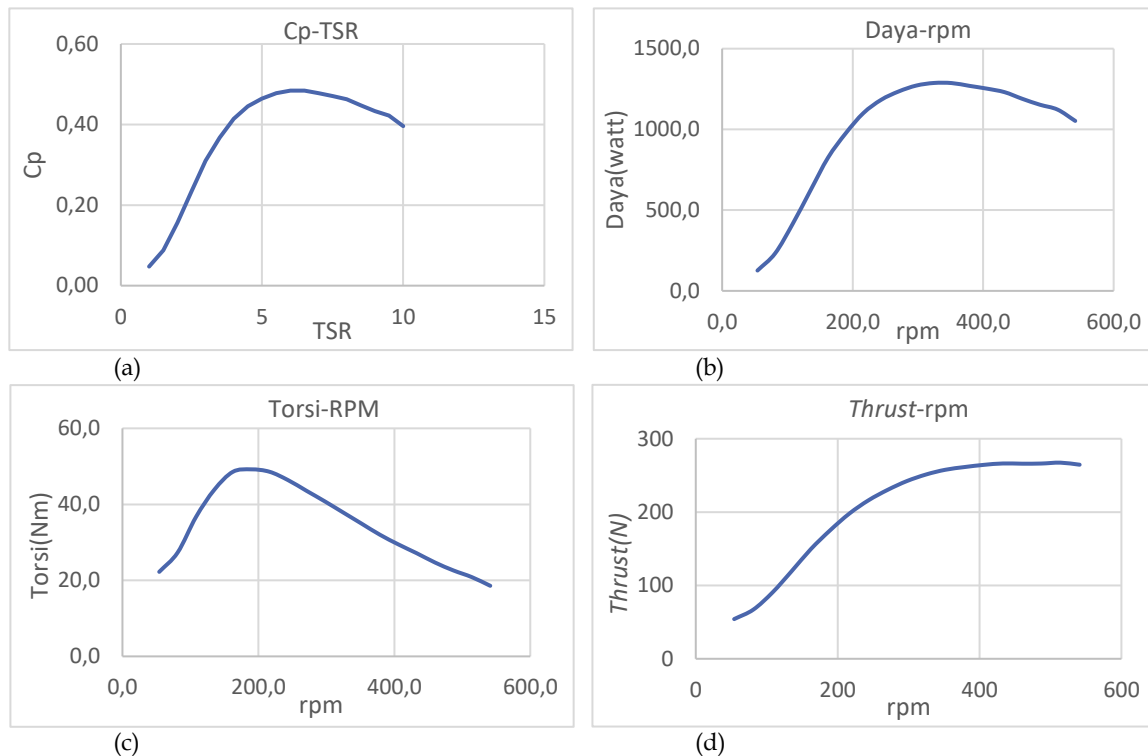 Cp-TSR
0,60
0,40
0,20
0,00
Cp
0 5 10 15
TSR
(a)
Daya-rpm
1500,0
1000,0
500,0
0,0
Daya(watt)
0,0 200,0 400,0 600,0
rpm
(b)
Torsi-RPM
60,0
40,0
20,0
0,0
Torsi(Nm)
0,0 200,0 400,0 600,0
rpm
(c)
Thrust-rpm
300
200
100
0
Thrust(N)
0 200 400 600
rpm
(d)